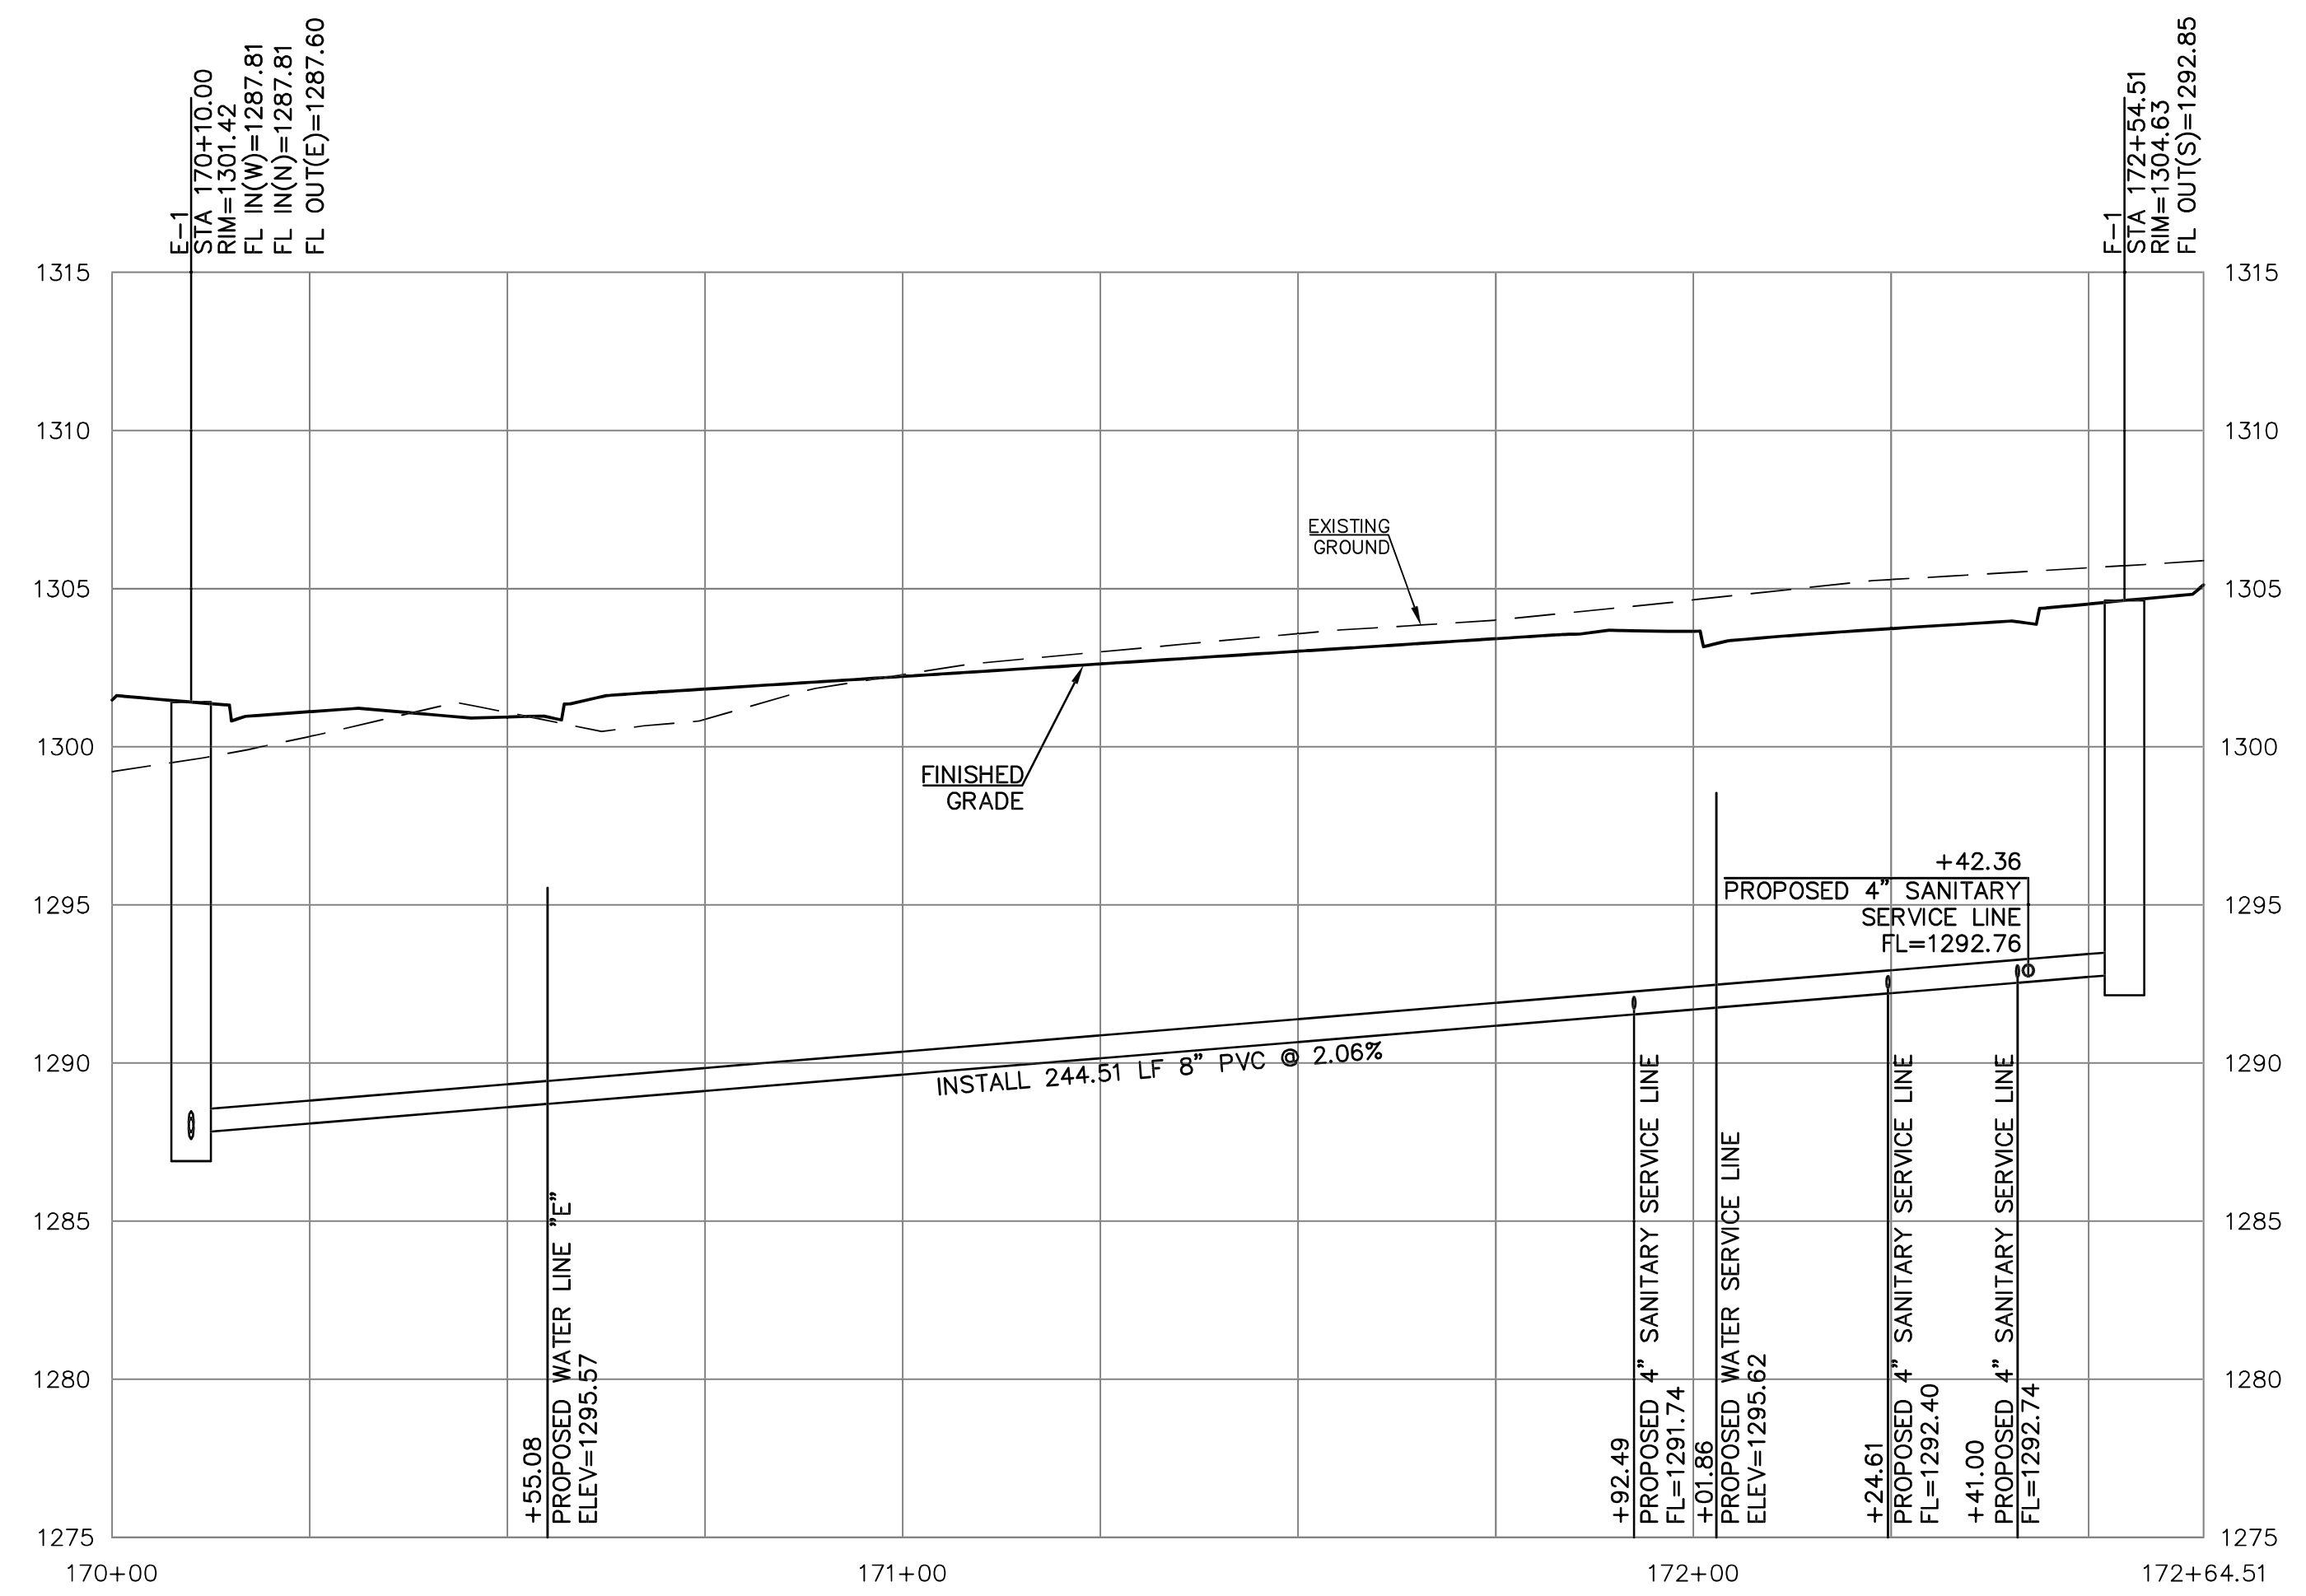 E-1
STA 170+10.00
RIM=1301.42
FL IN(W)=1287.81
FL IN(N)=1287.81
FL OUT(E)=1287.60
F-1
STA 172+54.51
RIM=1304.63
FL OUT(S)=1292.85
1315
1315
1310
1310
EXISTING
GROUND
1305
1305
1300
1300
FINISHED
GRADE
+42.36
PROPOSED 4" SANITARY
SERVICE LINE
FL=1292.76
1295
1295
1290
1290
INSTALL 244.51 LF 8" PVC @ 2.06%
1285
1285
1280
1280
+55.08
PROPOSED WATER LINE "E"
ELEV=1295.57
+92.49
PROPOSED 4" SANITARY SERVICE LINE
FL=1291.74
+01.86
PROPOSED WATER SERVICE LINE
ELEV=1295.62
+24.61
PROPOSED 4" SANITARY SERVICE LINE
FL=1292.40
+41.00
PROPOSED 4" SANITARY SERVICE LINE
FL=1292.74
1275
1275
170+00
171+00
172+00
172+64.51